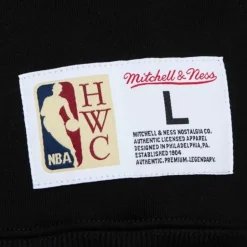 Mitchell & Ness
H
W
C
NBA
L
MITCHELL & NESS NOSTALGIA CO.
AUTHENTIC LICENSED APPAREL
DESIGNED IN PHILADELPHIA, PA.
ESTABLISHED 1904
AUTHENTIC. PREMIUM. LEGENDARY.